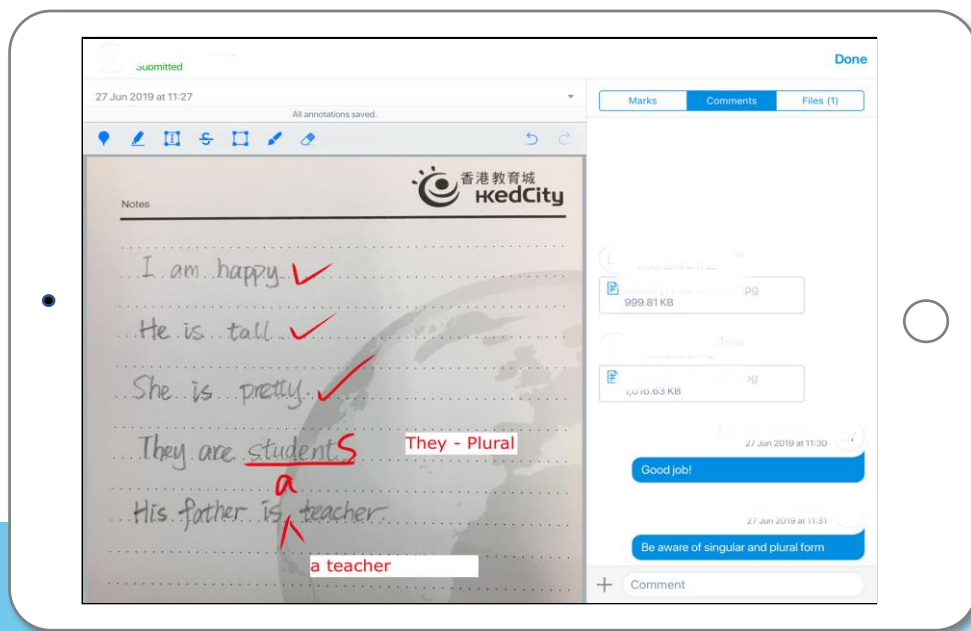 Submitted
Done
27 Jun 2019 at 11:27
All annotations saved.
Marks
Comments
Files (1)
香港教育城
HKedCity
Notes
I am happy.
He is tall.
She is pretty.
They are students
They - Plural
a
His father is teacher.
a teacher
999.81 KB
27 Jun 2019 at 11:30
Good job!
27 Jun 2019 at 11:31
Be aware of singular and plural form
Comment